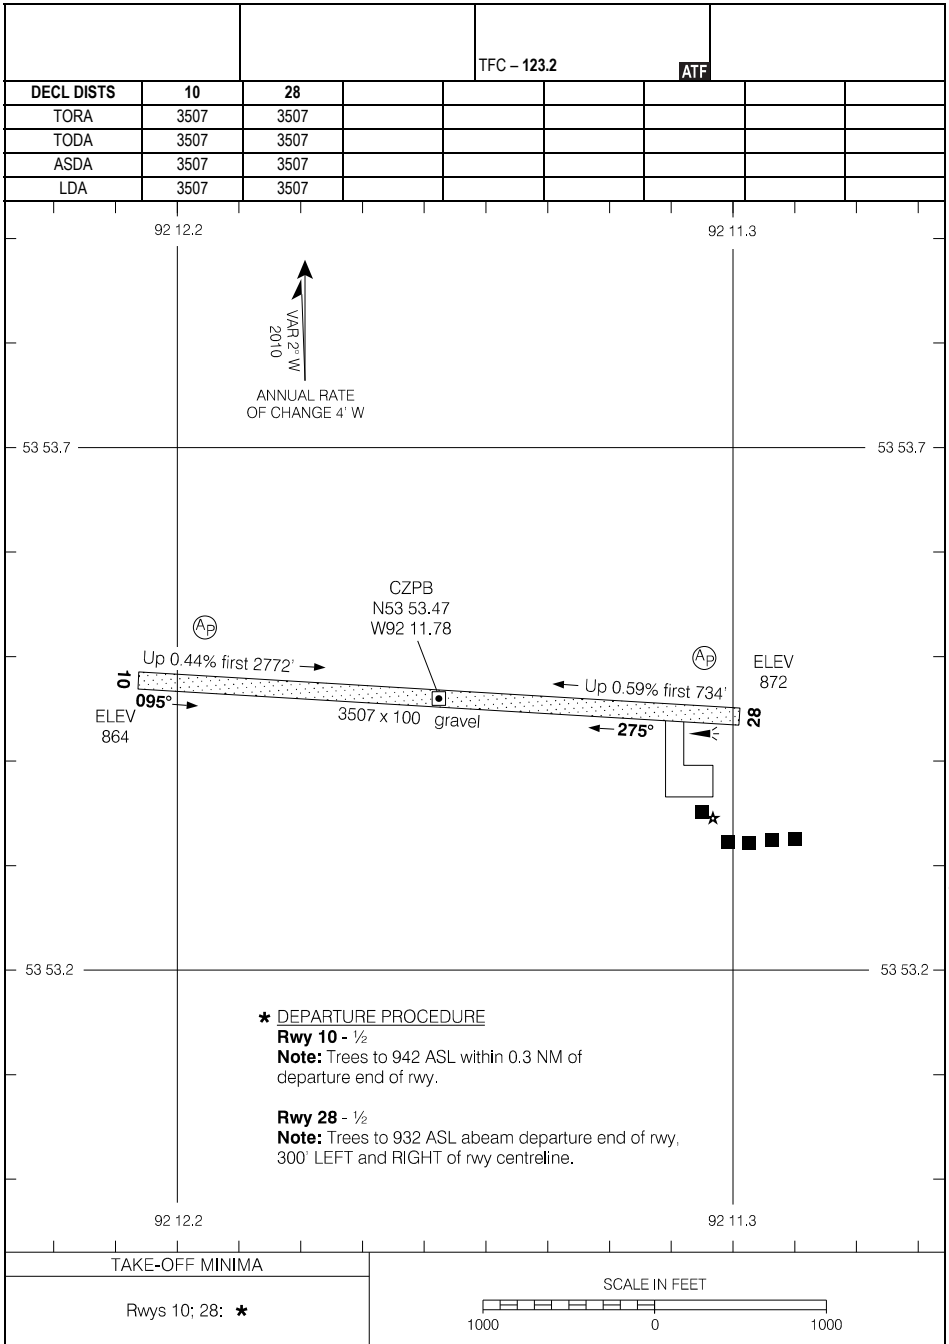 TFC – 123.2 ATF
DECL DISTS 10 28
TORA 3507 3507
TODA 3507 3507
ASDA 3507 3507
LDA 3507 3507
92 12.2 92 11.3
VAR 2° W
2010
ANNUAL RATE
OF CHANGE 4' W
53 53.7 53 53.7
CZPB
N53 53.47
W92 11.78
AP
Up 0.44% first 2772'
AP
ELEV
872
Up 0.59% first 734'
10
095°
ELEV
864
3507 x 100 gravel
275°
28
53 53.2 53 53.2
* DEPARTURE PROCEDURE
Rwy 10 - ½
Note: Trees to 942 ASL within 0.3 NM of
departure end of rwy.
Rwy 28 - ½
Note: Trees to 932 ASL abeam departure end of rwy,
300' LEFT and RIGHT of rwy centreline.
92 12.2 92 11.3
TAKE-OFF MINIMA
Rwys 10; 28: *
SCALE IN FEET
1000 0 1000